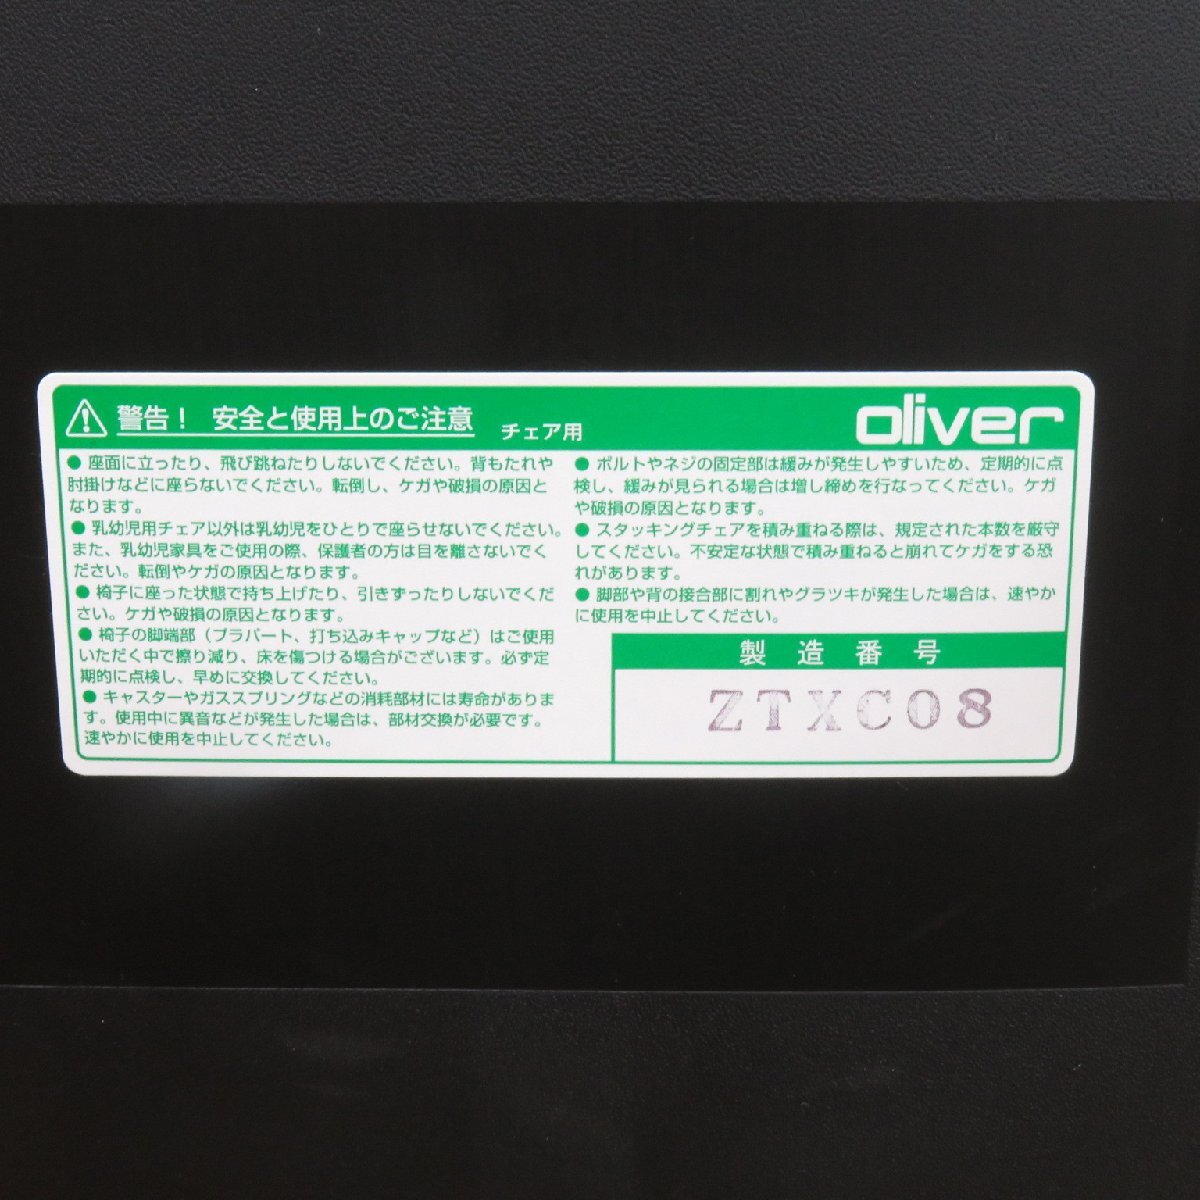 警告！ 安全と使用上のご注意 チェア用
oliver
● 座面に立ったり、飛び跳ねたりしないでください。背もたれや
肘掛けなどに座らないでください。転倒し、ケガや破損の原因と
なります。
● 乳幼児用チェア以外は乳幼児をひとりで座らせないでください。
また、乳幼児家具をご使用の際、保護者の方は目を離さないでく
ださい。転倒やケガの原因となります。
● 椅子に座った状態で持ち上げたり、引きずったりしないでくだ
さい。ケガや破損の原因となります。
● 椅子の脚端部（プラパート、打ち込みキャップなど）はご使用
いただく中で擦り減り、床を傷つける場合がございます。必ず定
期的に点検し、早めに交換してください。
● キャスターやガススプリングなどの消耗部材には寿命がありま
す。使用中に異音などが発生した場合は、部材交換が必要です。
速やかに使用を中止してください。
● ボルトやネジの固定部は緩みが発生しやすいため、定期的に点
検し、緩みが見られる場合は増し締めを行なってください。ケガ
や破損の原因となります。
● スタッキングチェアを積み重ねる際は、規定された本数を厳守
してください。不安定な状態で積み重ねると崩れてケガをする恐
れがあります。
● 脚部や背の接合部に割れやグラツキが発生した場合は、速やか
に使用を中止してください。
製造番号
ZTXC08